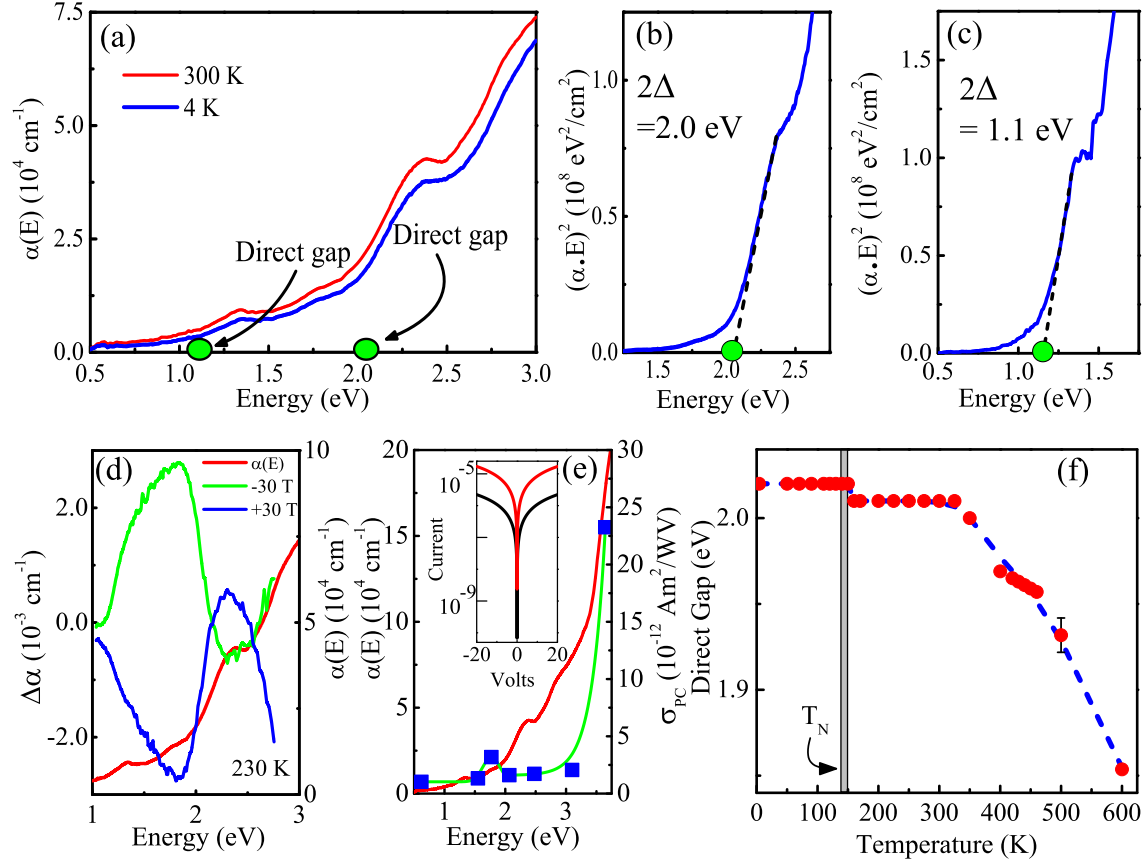 (a)
300 K
4 K
Direct gap
Direct gap
α(E) (10⁴ cm⁻¹)
7.5
5.0
2.5
0.0
0.5 1.0 1.5 2.0 2.5 3.0
Energy (eV)
(b)
2Δ
=2.0 eV
(α•E)² (10⁸ eV²/cm²)
1.0
0.5
0.0
2.0 2.5
Energy (eV)
(c)
2Δ
= 1.1 eV
(α•E)² (10⁸ eV²/cm²)
1.5
1.0
0.5
0.0
0.5 1.0 1.5
Energy (eV)
(d)
α(E)
-30 T
+30 T
230 K
Δα (10⁻³ cm⁻¹)
2.0
0.0
-2.0
10
5
0
α(E) (10⁴ cm⁻¹)
1 2 3
Energy (eV)
(e)
α(E) (10⁴ cm⁻¹)
20
15
10
5
0
Current
10⁻⁵
10⁻⁹
-20 0 20
Volts
30
25
20
15
10
5
0
σPC (10⁻¹² Am²/WV)
1 2 3
Energy (eV)
(f)
Direct Gap (eV)
2.0
1.9
TN
0 100 200 300 400 500 600
Temperature (K)